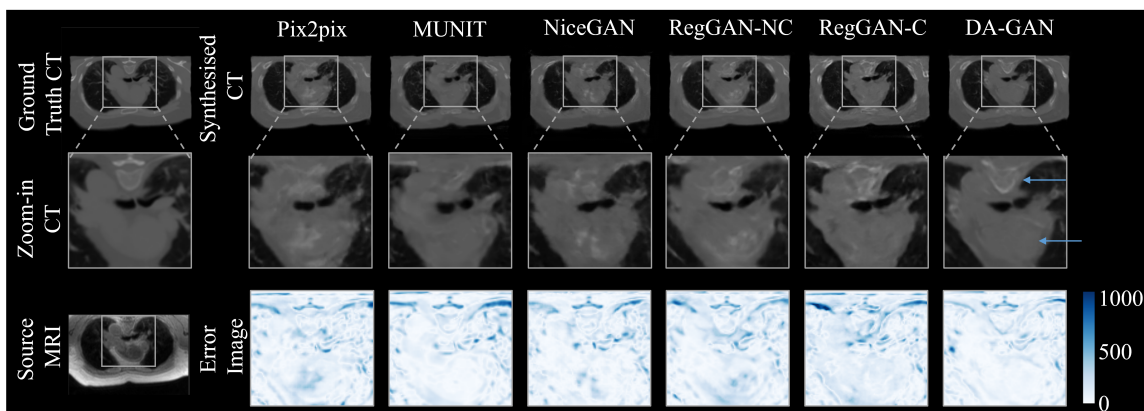 Pix2pix
MUNIT
NiceGAN
RegGAN-NC
RegGAN-C
DA-GAN
Ground
Truth CT
Synthesised
CT
Zoom-in
CT
Source
MRI
Error
Image
1000
500
0